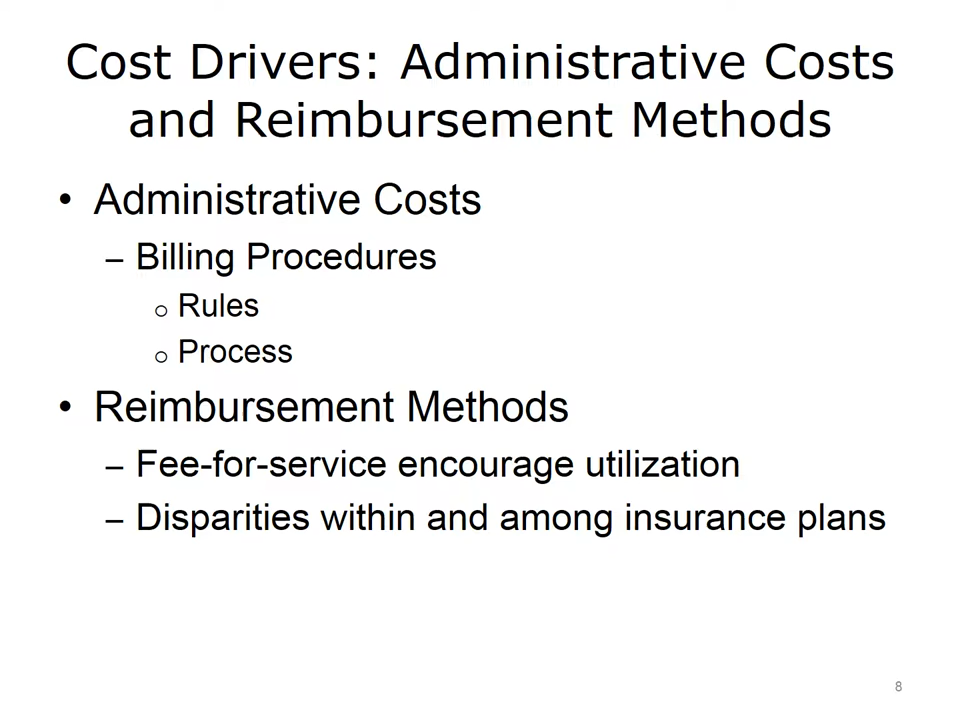 Cost Drivers: Administrative Costs
and Reimbursement Methods
• Administrative Costs
– Billing Procedures
o Rules
o Process
• Reimbursement Methods
– Fee-for-service encourage utilization
– Disparities within and among insurance plans
8